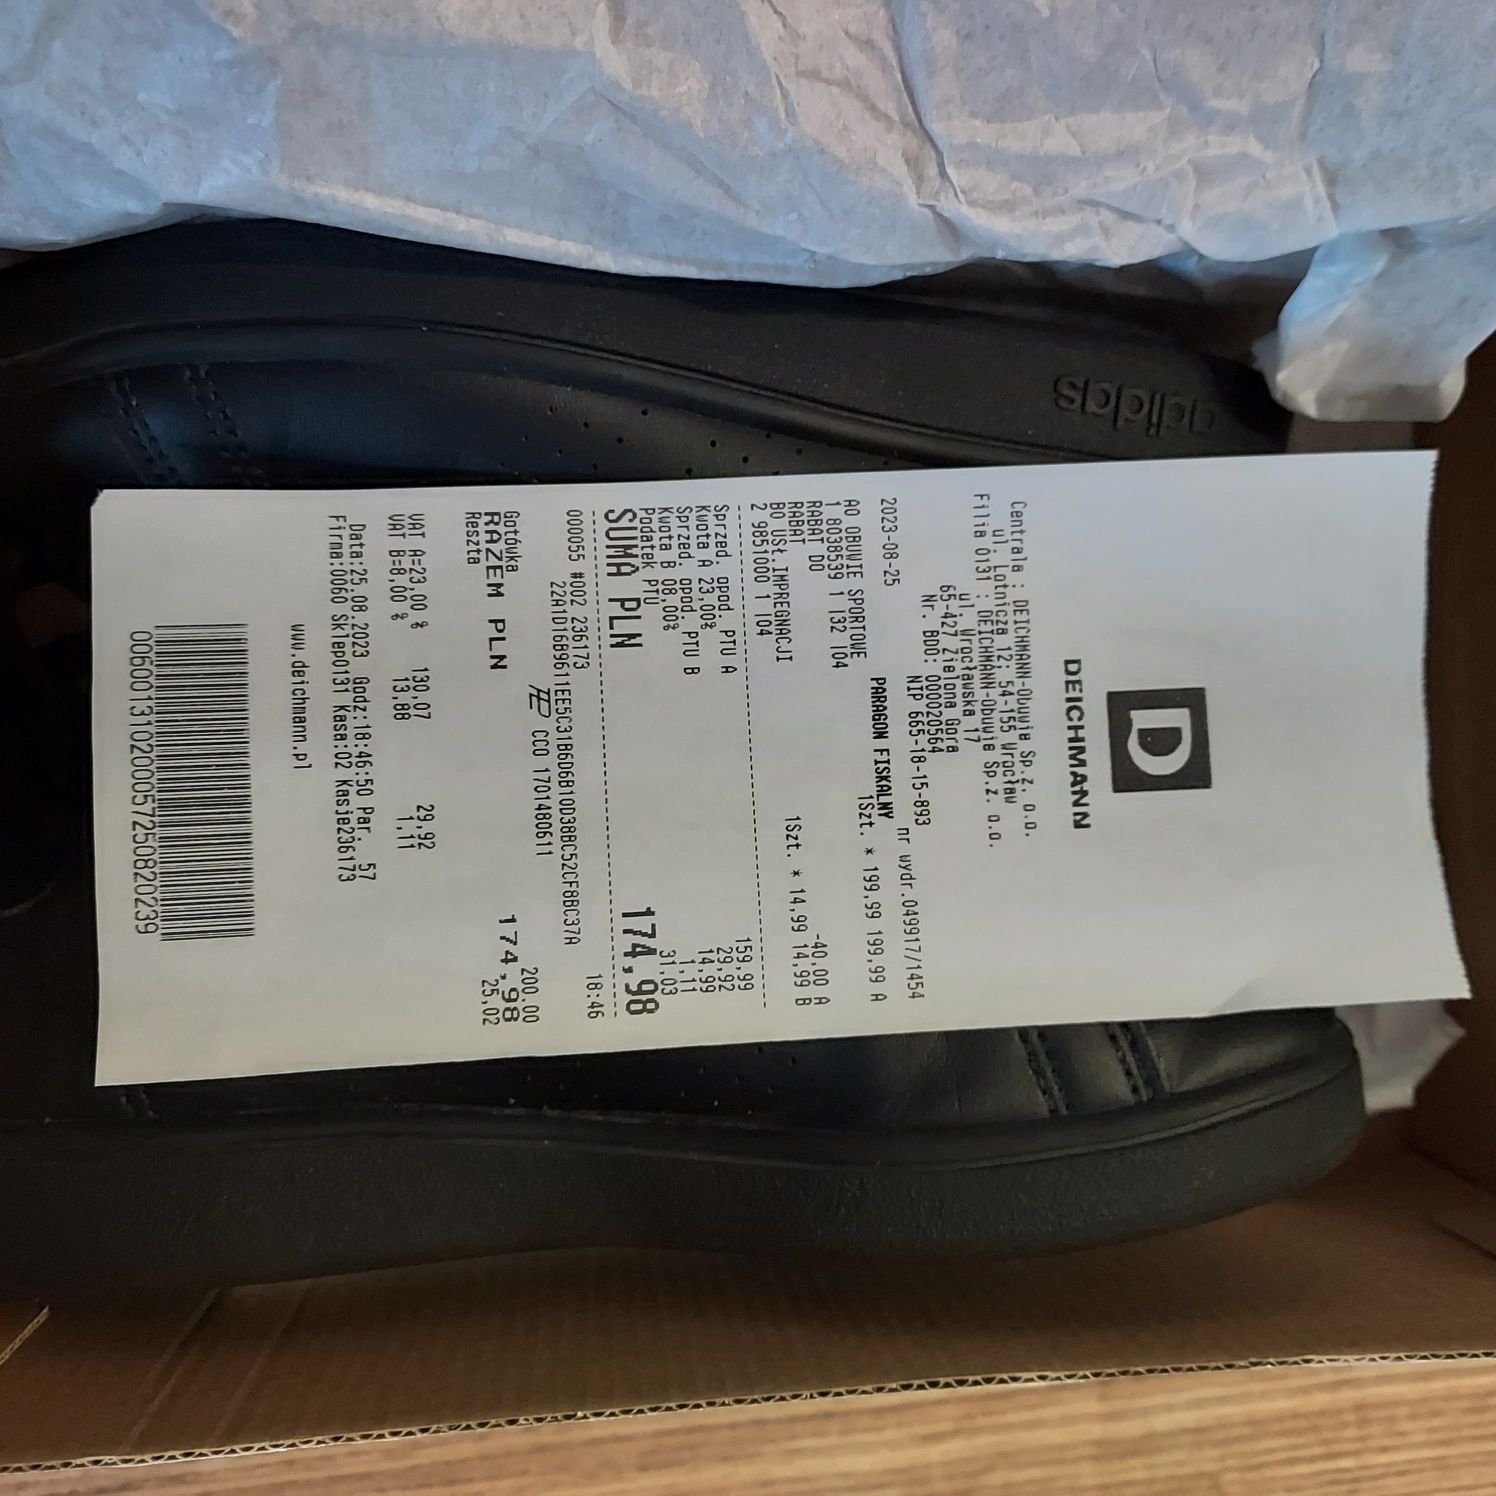 adidas
D
DEICHMANN
Centrala : DEICHMANN-Obuwie Sp.z. o.o.
ul. Lotnicza 12; 54-155 Wrocław
Filia 0131 : DEICHMANN-Obuwie Sp.z. o.o.
ul. Wrocławska 17
65-427 Zielona Góra
Nr. BDO: 000020564
NIP 665-18-15-893
2023-08-25 nr wydr.049917/1454
PARAGON FISKALNY
AO OBUWIE SPORTOWE 1Szt. * 199,99 199,99 A
1 8038539 1 132 104
RABAT DO
RABAT -40,00 A
BO USŁ.IMPREGNACJI 1Szt. * 14,99 14,99 B
2 9851000 1 104
Sprzed. opod. PTU A 159,99
Kwota A 23,00% 29,92
Sprzed. opod. PTU B 14,99
Kwota B 08,00% 1,11
Podatek PTU 31,03
SUMA PLN 174,98
000055 #002 236173 18:46
22A1D16B9611EE5C31B6D6B10D38BC52CF8BC37A
CCO 1701480611
Gotówka 200.00
RAZEM PLN 174,98
Reszta 25,02
VAT A=23,00 % 130,07 29,92
VAT B=8,00 % 13,88 1,11
Data:25.08.2023 Godz:18:46:50 Par. 57
Firma:0060 Sklep0131 Kasa:02 Kasje236173
www.deichmann.pl
006001310200057250820239